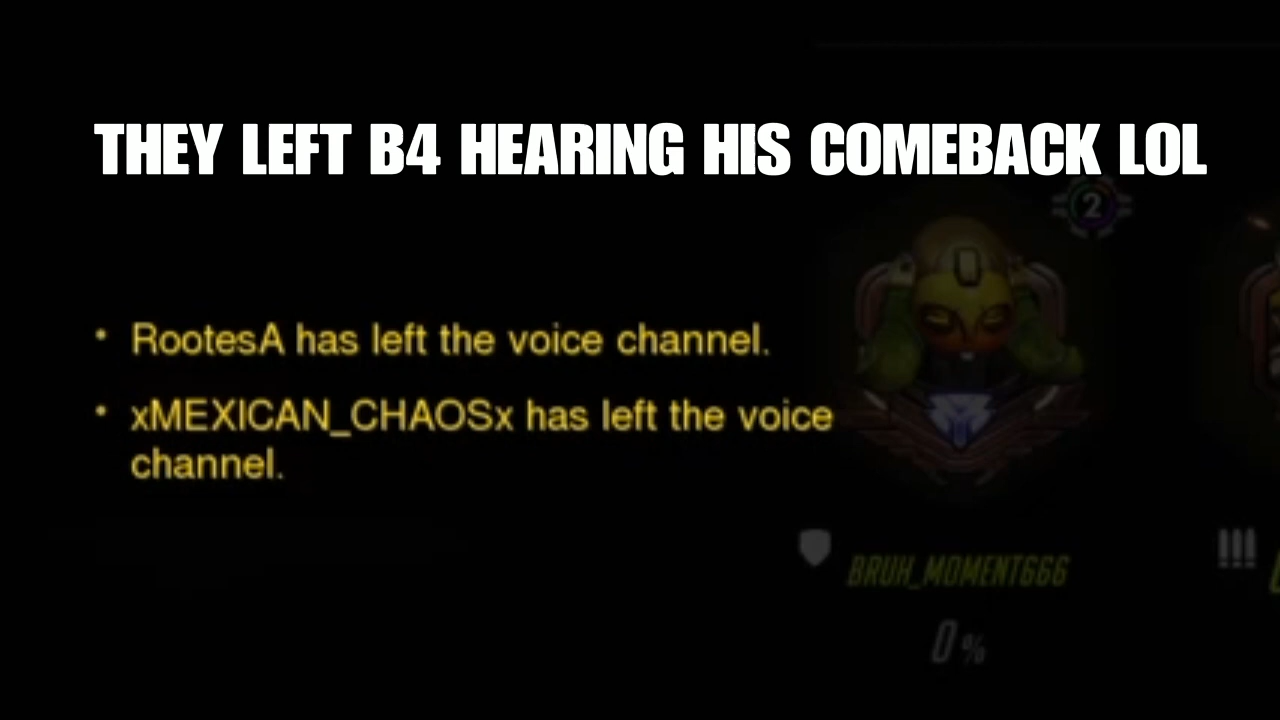 THEY LEFT B4 HEARING HIS COMEBACK LOL
2
• RootesA has left the voice channel.
• xMEXICAN_CHAOSx has left the voice
channel.
BRUH_MOMENT666
0%